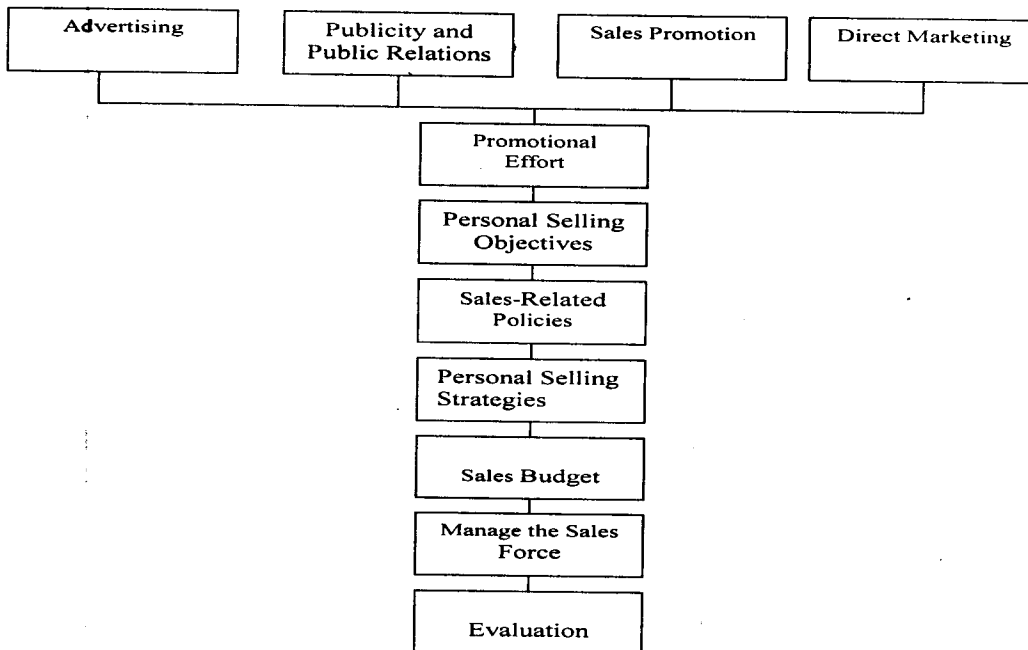 Advertising
Publicity and
Public Relations
Sales Promotion
Direct Marketing
Promotional
Effort
Personal Selling
Objectives
Sales-Related
Policies
Personal Selling
Strategies
Sales Budget
Manage the Sales
Force
Evaluation